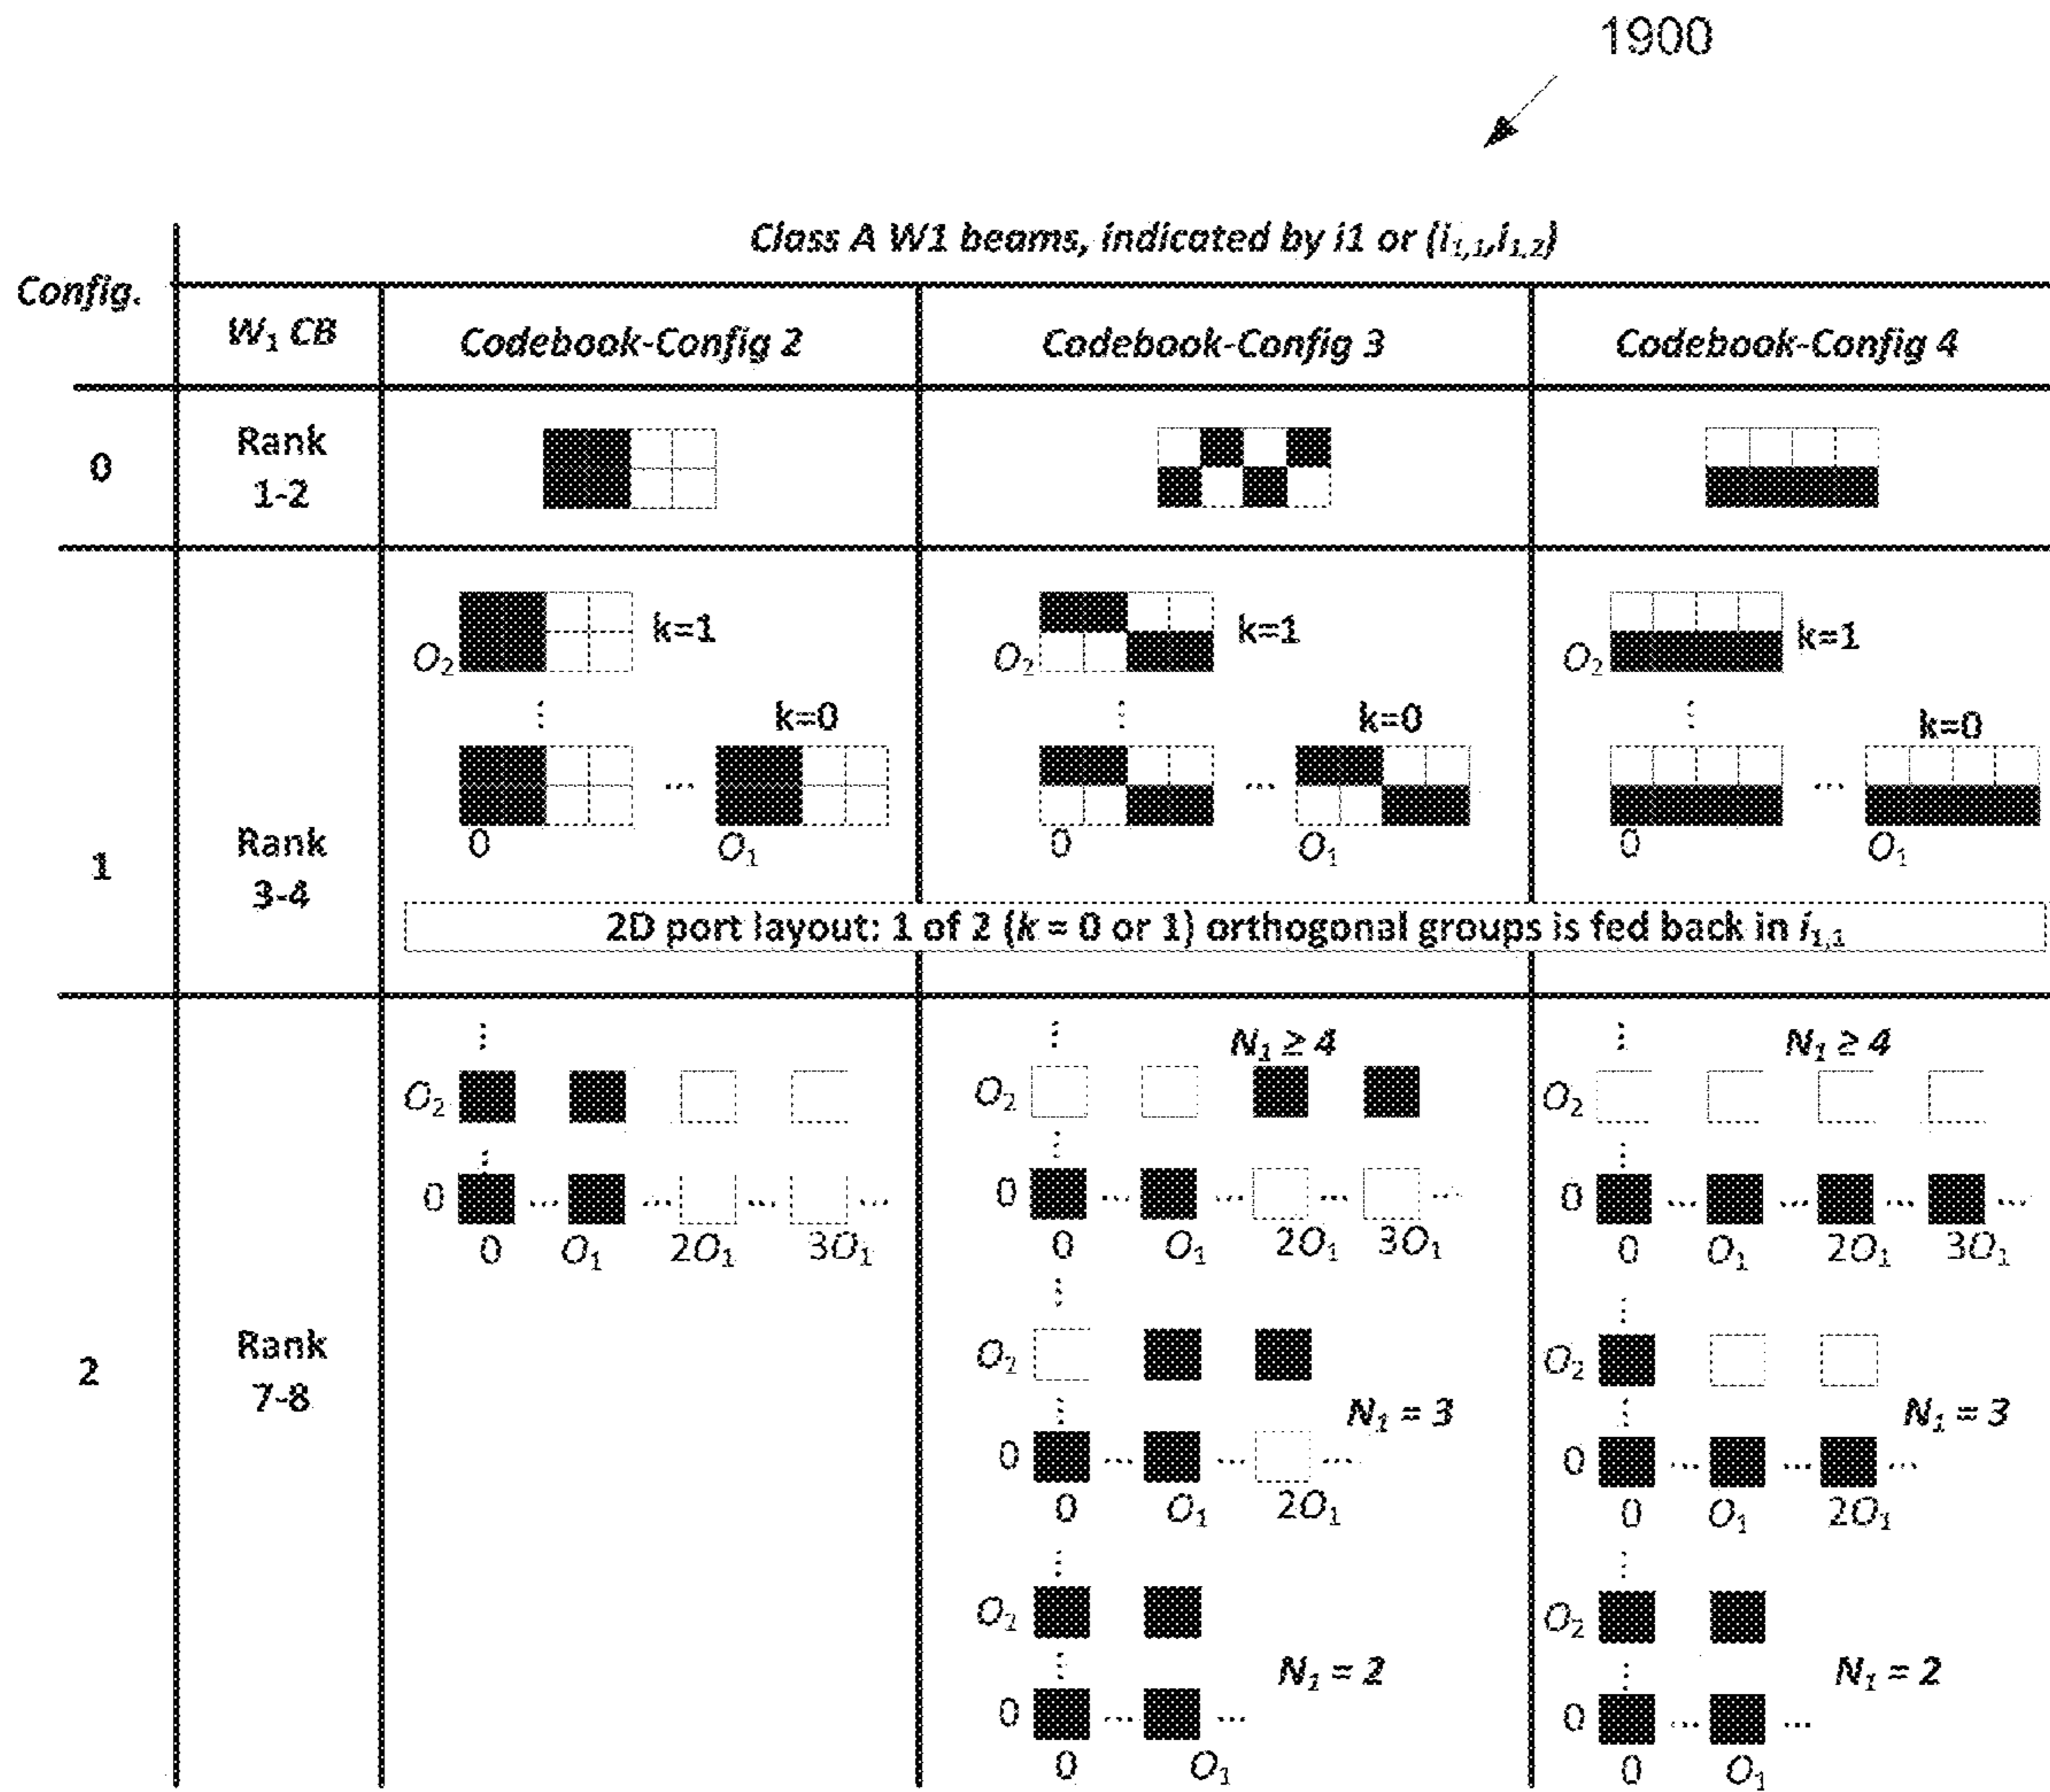 1900
Class A W1 beams, indicated by i1 or (i1,1,i1,2)
Config.
W1 CB
Codebook-Config 2
Codebook-Config 3
Codebook-Config 4
0
Rank
1-2
1
Rank
3-4
O2
k=1
⋮
k=0
...
0
O1
O2
k=1
⋮
k=0
...
0
O1
O2
k=1
⋮
k=0
...
0
O1
2D port layout: 1 of 2 (k = 0 or 1) orthogonal groups is fed back in i1,1
2
Rank
7-8
⋮
O2
⋮
0 ... ... ... ...
0 O1 2O1 3O1
⋮
N1 ≥ 4
O2
⋮
0 ... ... ... ...
0 O1 2O1 3O1
⋮
O2
N1 = 3
⋮
0 ... ... ...
0 O1 2O1
⋮
O2
N1 = 2
⋮
0 ... ...
0 O1
⋮
N1 ≥ 4
O2
⋮
0 ... ... ... ...
0 O1 2O1 3O1
⋮
O2
N1 = 3
⋮
0 ... ... ...
0 O1 2O1
⋮
O2
N1 = 2
⋮
0 ... ...
0 O1